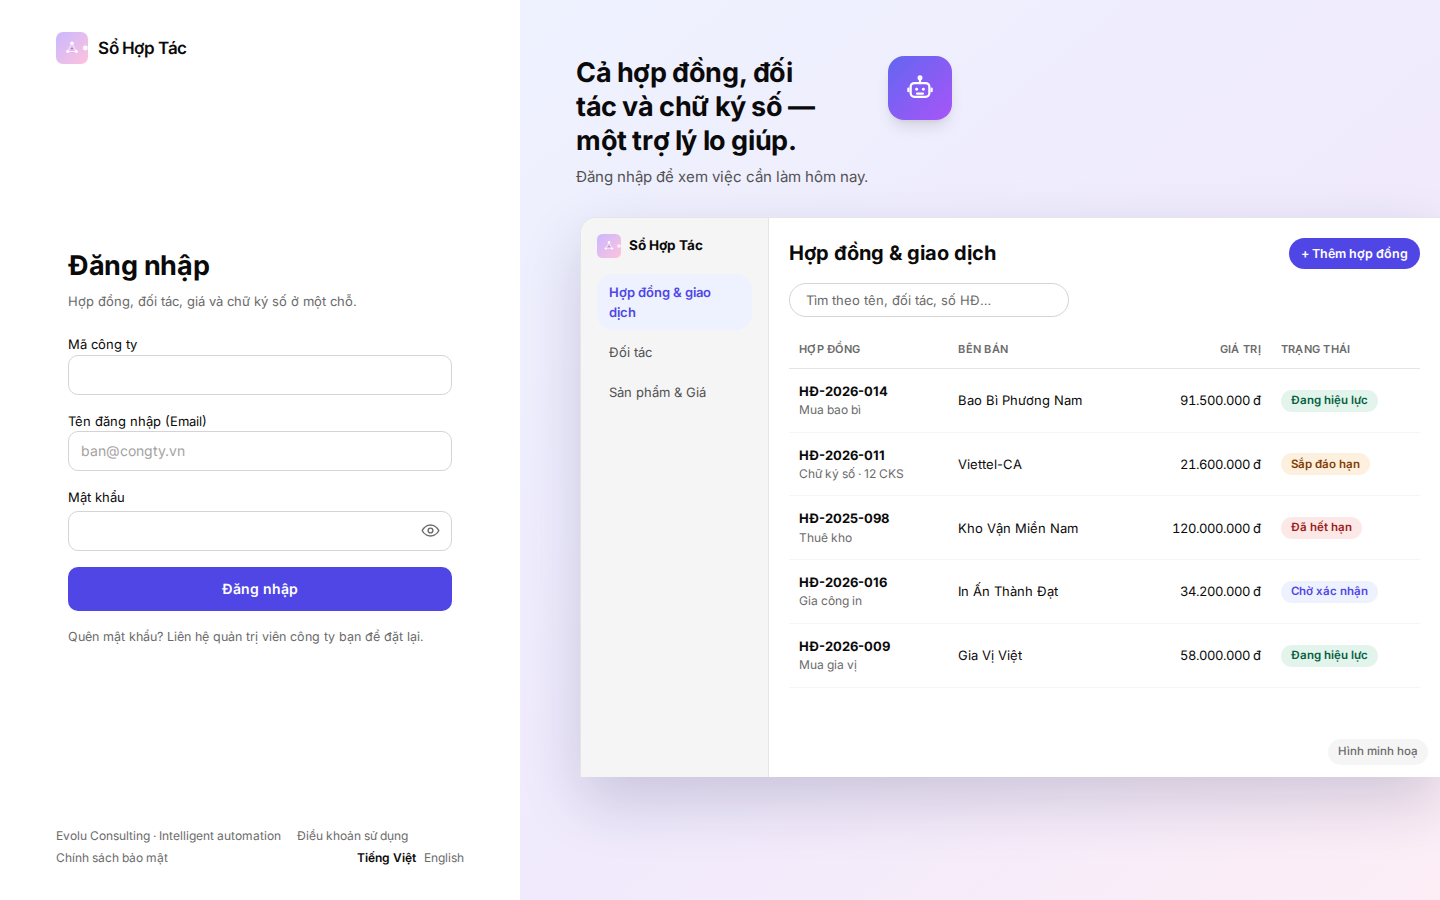 Sổ Hợp Tác
Đăng nhập
Hợp đồng, đối tác, giá và chữ ký số ở một chỗ.
Mã công ty
Tên đăng nhập (Email)
ban@congty.vn
Mật khẩu
Đăng nhập
Quên mật khẩu? Liên hệ quản trị viên công ty bạn để đặt lại.
Evolu Consulting · Intelligent automation Điều khoản sử dụng
Chính sách bảo mật Tiếng Việt English
Cả hợp đồng, đối
tác và chữ ký số —
một trợ lý lo giúp.
Đăng nhập để xem việc cần làm hôm nay.
Sổ Hợp Tác
Hợp đồng & giao
dịch
Đối tác
Sản phẩm & Giá
Hợp đồng & giao dịch
+ Thêm hợp đồng
Tìm theo tên, đối tác, số HĐ...
HỢP ĐỒNG BÊN BÁN GIÁ TRỊ TRẠNG THÁI
HĐ-2026-014
Mua bao bì
Bao Bì Phương Nam 91.500.000 đ Đang hiệu lực
HĐ-2026-011
Chữ ký số · 12 CKS
Viettel-CA 21.600.000 đ Sắp đáo hạn
HĐ-2025-098
Thuê kho
Kho Vận Miền Nam 120.000.000 đ Đã hết hạn
HĐ-2026-016
Gia công in
In Ấn Thành Đạt 34.200.000 đ Chờ xác nhận
HĐ-2026-009
Mua gia vị
Gia Vị Việt 58.000.000 đ Đang hiệu lực
Hình minh hoạ